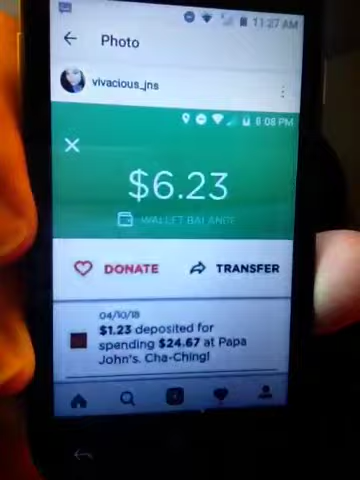 11:27 AM
Photo
vivacious_jns
6:08 PM
$6.23
WALLET BALANCE
DONATE
TRANSFER
04/10/18
$1.23 deposited for
spending $24.67 at Papa
John's. Cha-Ching!